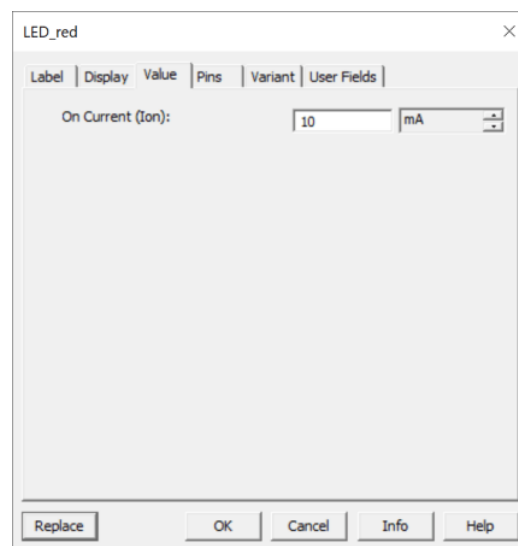 LED_red
Label Display Value Pins Variant User Fields
On Current (Ion): 10 mA
Replace OK Cancel Info Help